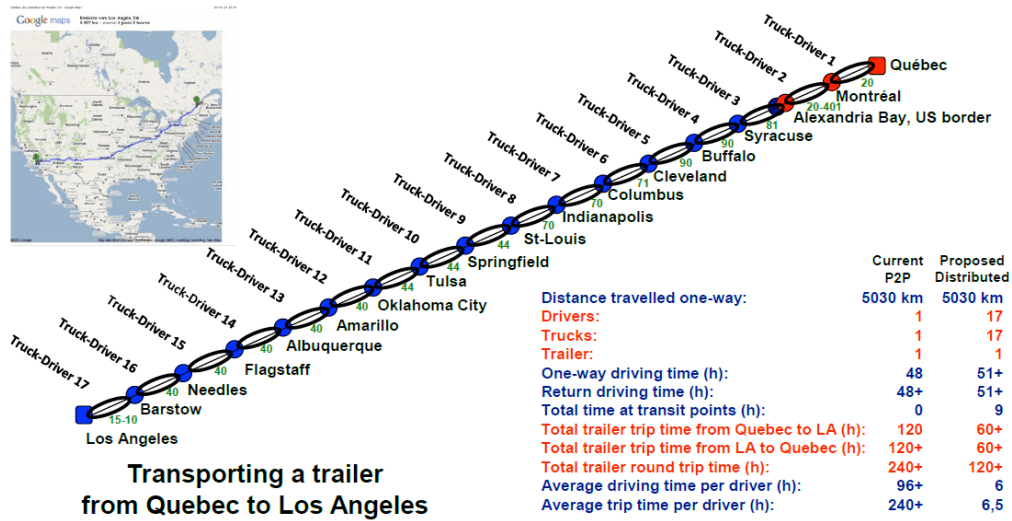 Google maps
Truck-Driver 1
Truck-Driver 2
Truck-Driver 3
Truck-Driver 4
Truck-Driver 5
Truck-Driver 6
Truck-Driver 7
Truck-Driver 8
Truck-Driver 9
Truck-Driver 10
Truck-Driver 11
Truck-Driver 12
Truck-Driver 13
Truck-Driver 14
Truck-Driver 15
Truck-Driver 16
Truck-Driver 17
Québec
20
Montréal
20-401
Alexandria Bay, US border
81
Syracuse
90
Buffalo
90
Cleveland
71
Columbus
70
Indianapolis
70
St-Louis
44
Springfield
44
Tulsa
44
Oklahoma City
40
Amarillo
40
Albuquerque
40
Flagstaff
40
Needles
40
Barstow
15-10
Los Angeles
Transporting a trailer
from Quebec to Los Angeles
Current Proposed
P2P Distributed
Distance travelled one-way: 5030 km 5030 km
Drivers: 1 17
Trucks: 1 17
Trailer: 1 1
One-way driving time (h): 48 51+
Return driving time (h): 48+ 51+
Total time at transit points (h): 0 9
Total trailer trip time from Quebec to LA (h): 120 60+
Total trailer trip time from LA to Quebec (h): 120+ 60+
Total trailer round trip time (h): 240+ 120+
Average driving time per driver (h): 96+ 6
Average trip time per driver (h): 240+ 6,5